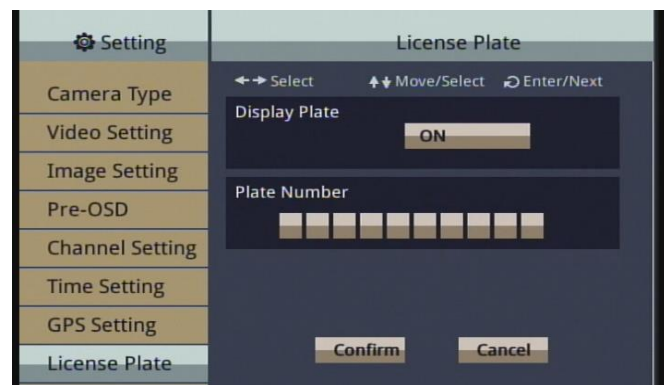 Setting
License Plate
Select Move/Select Enter/Next
Camera Type
Display Plate
ON
Video Setting
Image Setting
Plate Number
Pre-OSD
Channel Setting
Time Setting
GPS Setting
Confirm Cancel
License Plate